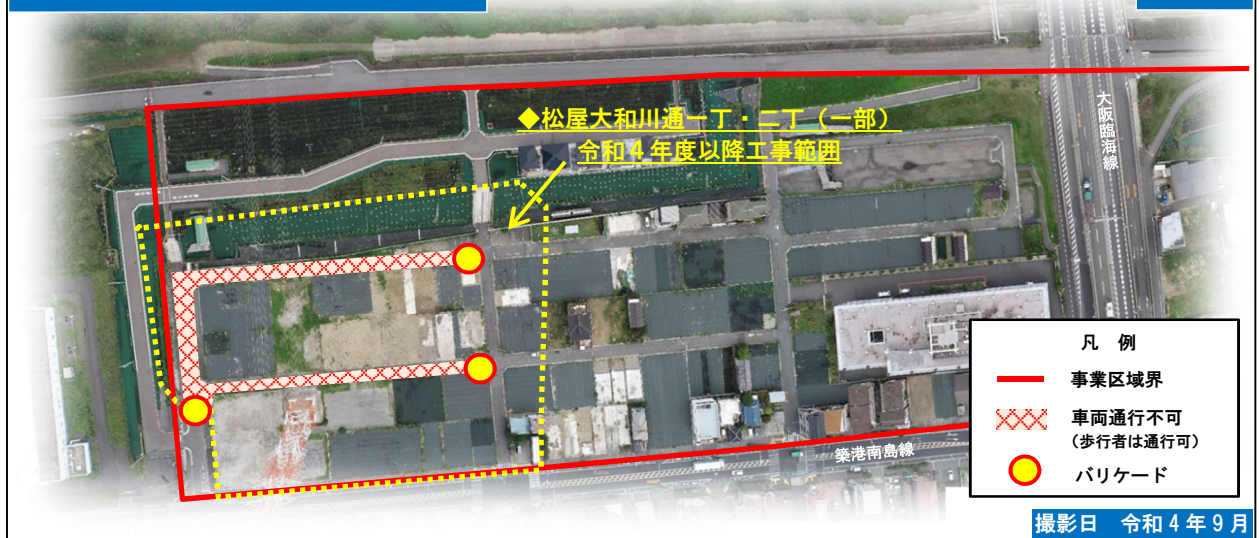 ◆松屋大和川通一丁・二丁（一部）
令和４年度以降工事範囲
大阪臨海線
築港南島線
凡　例
事業区域界
車両通行不可
（歩行者は通行可）
バリケード
撮影日　令和４年９月